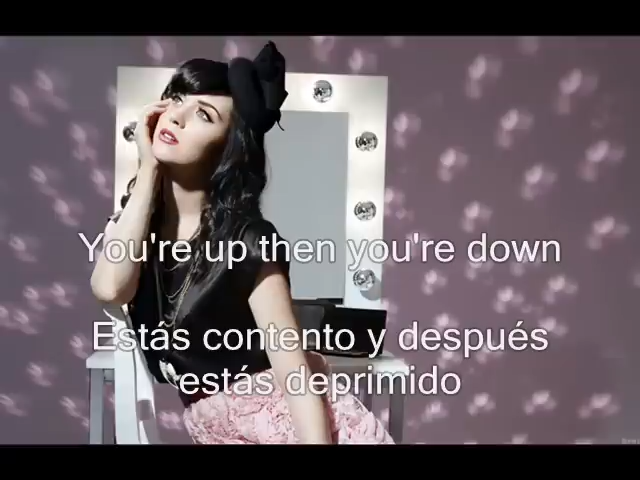 You're up then you're down
Estás contento y después
estás deprimido